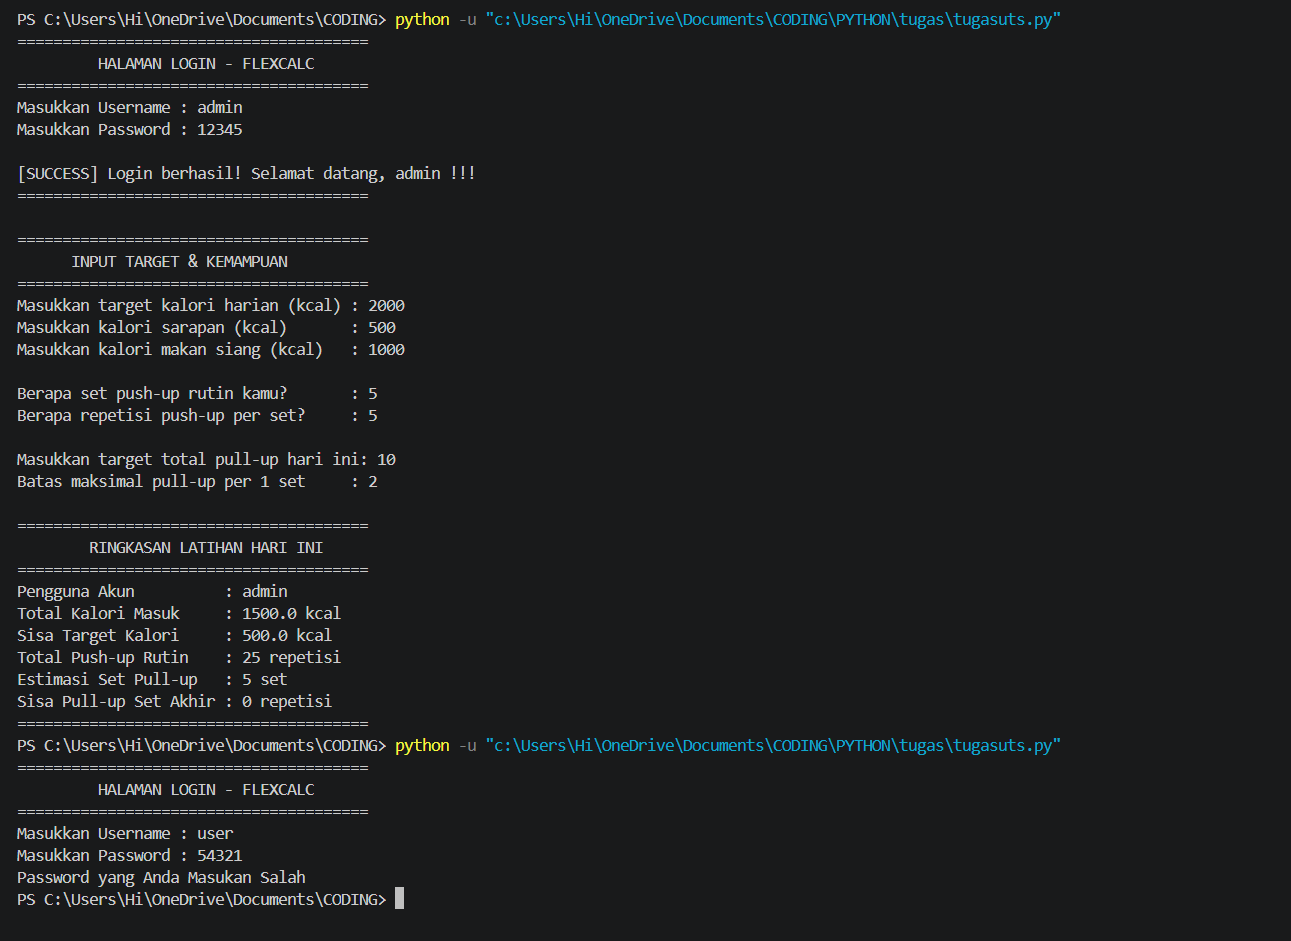 PS C:\Users\Hi\OneDrive\Documents\CODING> python -u "c:\Users\Hi\OneDrive\Documents\CODING\PYTHON\tugas\tugasuts.py"
=======================================
         HALAMAN LOGIN - FLEXCALC
=======================================
Masukkan Username : admin
Masukkan Password : 12345

[SUCCESS] Login berhasil! Selamat datang, admin !!!
=======================================

=======================================
      INPUT TARGET & KEMAMPUAN
=======================================
Masukkan target kalori harian (kcal) : 2000
Masukkan kalori sarapan (kcal)       : 500
Masukkan kalori makan siang (kcal)   : 1000

Berapa set push-up rutin kamu?       : 5
Berapa repetisi push-up per set?     : 5

Masukkan target total pull-up hari ini: 10
Batas maksimal pull-up per 1 set     : 2

=======================================
        RINGKASAN LATIHAN HARI INI
=======================================
Pengguna Akun          : admin
Total Kalori Masuk     : 1500.0 kcal
Sisa Target Kalori     : 500.0 kcal
Total Push-up Rutin    : 25 repetisi
Estimasi Set Pull-up   : 5 set
Sisa Pull-up Set Akhir : 0 repetisi
=======================================
PS C:\Users\Hi\OneDrive\Documents\CODING> python -u "c:\Users\Hi\OneDrive\Documents\CODING\PYTHON\tugas\tugasuts.py"
=======================================
         HALAMAN LOGIN - FLEXCALC
=======================================
Masukkan Username : user
Masukkan Password : 54321
Password yang Anda Masukan Salah
PS C:\Users\Hi\OneDrive\Documents\CODING>